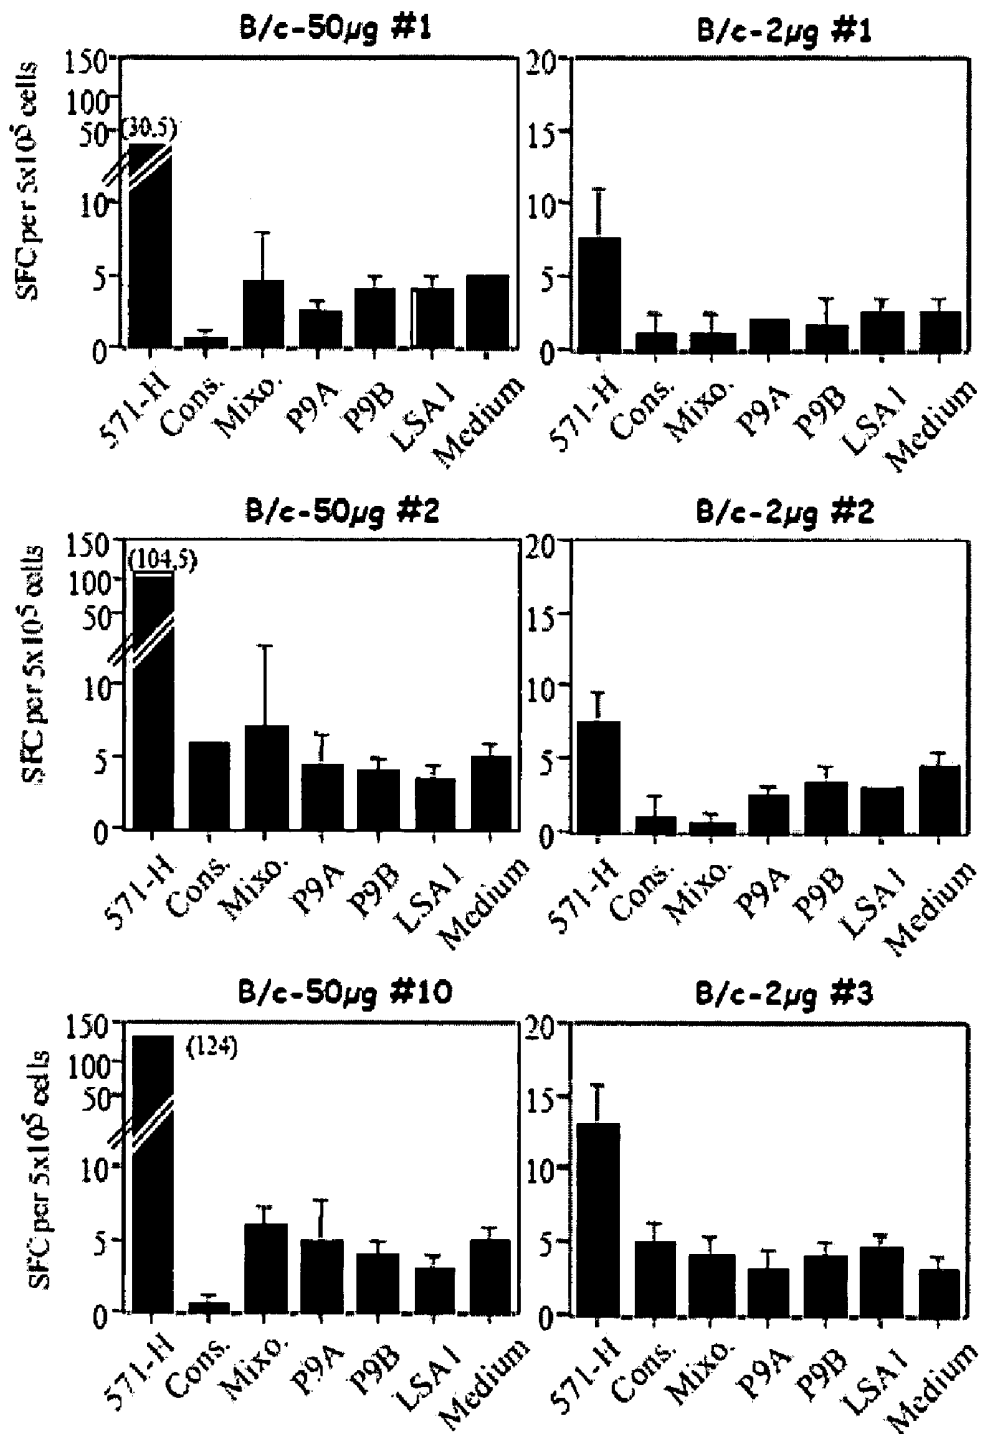 B/c-50µg #1
B/c-2µg #1
SFC per 5x10⁵ cells
150
100
50
10
5
0
(30.5)
20
15
10
5
0
571-H Cons. Mixo. P9A P9B LSA1 Medium
571-H Cons. Mixo. P9A P9B LSA1 Medium
B/c-50µg #2
B/c-2µg #2
SFC per 5x10⁵ cells
150
100
50
10
5
0
(104.5)
20
15
10
5
0
571-H Cons. Mixo. P9A P9B LSA1 Medium
571-H Cons. Mixo. P9A P9B LSA1 Medium
B/c-50µg #10
B/c-2µg #3
SFC per 5x10⁵ cells
150
100
50
10
5
0
(124)
20
15
10
5
0
571-H Cons. Mixo. P9A P9B LSA1 Medium
571-H Cons. Mixo. P9A P9B LSA1 Medium